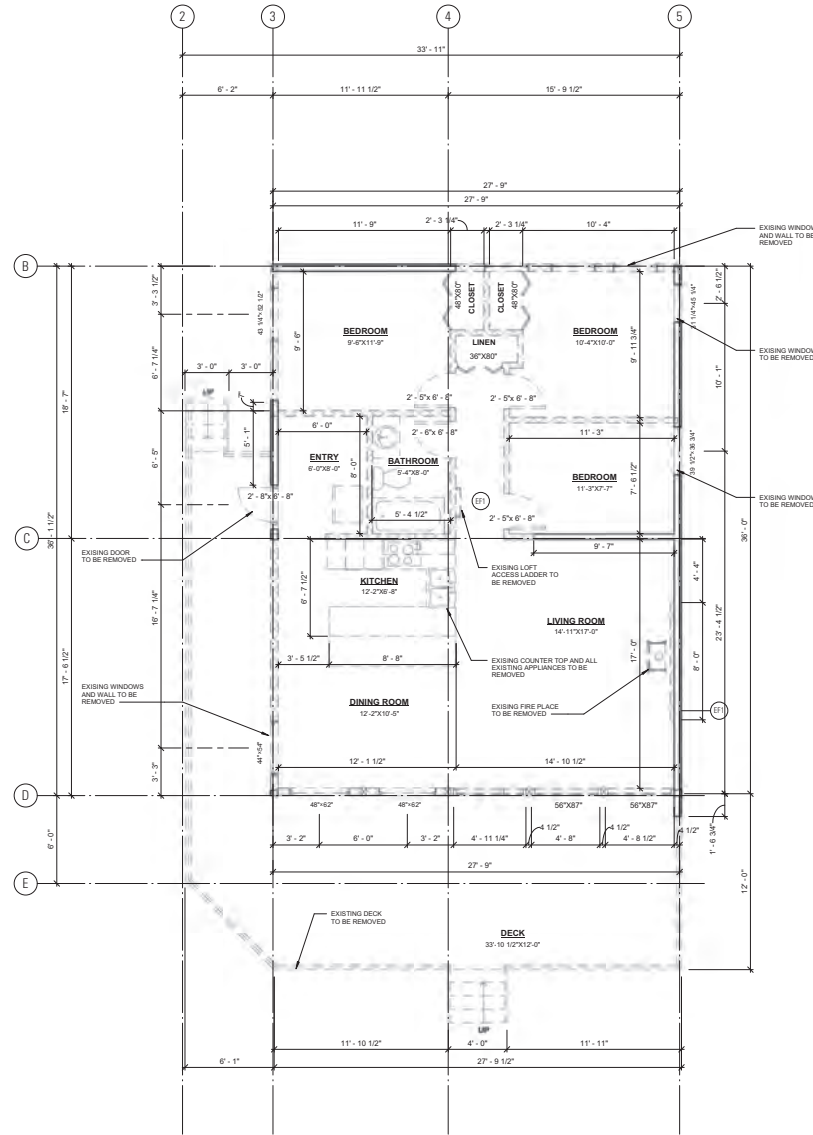 2
3
4
5
33' - 11"
6' - 2"
11' - 11 1/2"
15' - 9 1/2"
27' - 9"
27' - 9"
11' - 9"
2' - 3 1/4"
2' - 3 1/4"
10' - 4"
EXISING WINDOW
AND WALL TO BE
REMOVED
B
3' - 3 1/2"
43 1/4"×52 1/2"
48"X80"
CLOSET
CLOSET
48"X80"
2' - 6 1/2"
BEDROOM
9'-6"X11'-9"
9' - 6"
BEDROOM
10'-4"X10'-0"
9' - 11 3/4"
LINEN
36"X80"
EXISING WINDOW
TO BE REMOVED
6' - 7 1/4"
18' - 7"
3' - 0"
3' - 0"
10' - 1"
UP
2' - 5"x 6' - 8"
2' - 5"x 6' - 8"
6' - 0"
2' - 6"x 6' - 8"
11' - 3"
39 1/2"×36 3/4"
5' - 1"
6' - 5"
ENTRY
6'-0"X8'-0"
8' - 0"
BATHROOM
5'-4"X8'-0"
BEDROOM
11'-3"X7'-7"
7' - 6 1/2"
2' - 8"x 6' - 8"
EF1
EXISING WINDOW
TO BE REMOVED
5' - 4 1/2"
2' - 5"x 6' - 8"
36' - 1 1/2"
36' - 0"
C
9' - 7"
EXISING DOOR
TO BE REMOVED
EXISING LOFT
ACCESS LADDER TO
BE REMOVED
4' - 4"
KITCHEN
12'-2"X6'-8"
6' - 7 1/2"
16' - 7 1/4"
LIVING ROOM
14'-11"X17'-0"
17' - 0"
23' - 4 1/2"
8' - 0"
3' - 5 1/2"
8' - 8"
EXISING COUNTER TOP AND ALL
EXISTING APPLIANCES TO BE
REMOVED
17' - 6 1/2"
EXISING WINDOWS
AND WALL TO BE
REMOVED
DINING ROOM
12'-2"X10'-5"
EXISING FIRE PLACE
TO BE REMOVED
EF1
44"×54"
3' - 3"
12' - 1 1/2"
14' - 10 1/2"
D
48"×62"
48"×62"
56"X87"
56"X87"
4 1/2"
4 1/2"
4 1/2"
3' - 2"
6' - 0"
3' - 2"
4' - 11 1/4"
4' - 8"
4' - 8 1/2"
1' - 6 3/4"
6' - 0"
27' - 9"
E
12' - 0"
EXISTING DECK
TO BE REMOVED
DECK
33'-10 1/2"X12'-0"
UP
11' - 10 1/2"
4' - 0"
11' - 11"
6' - 1"
27' - 9 1/2"